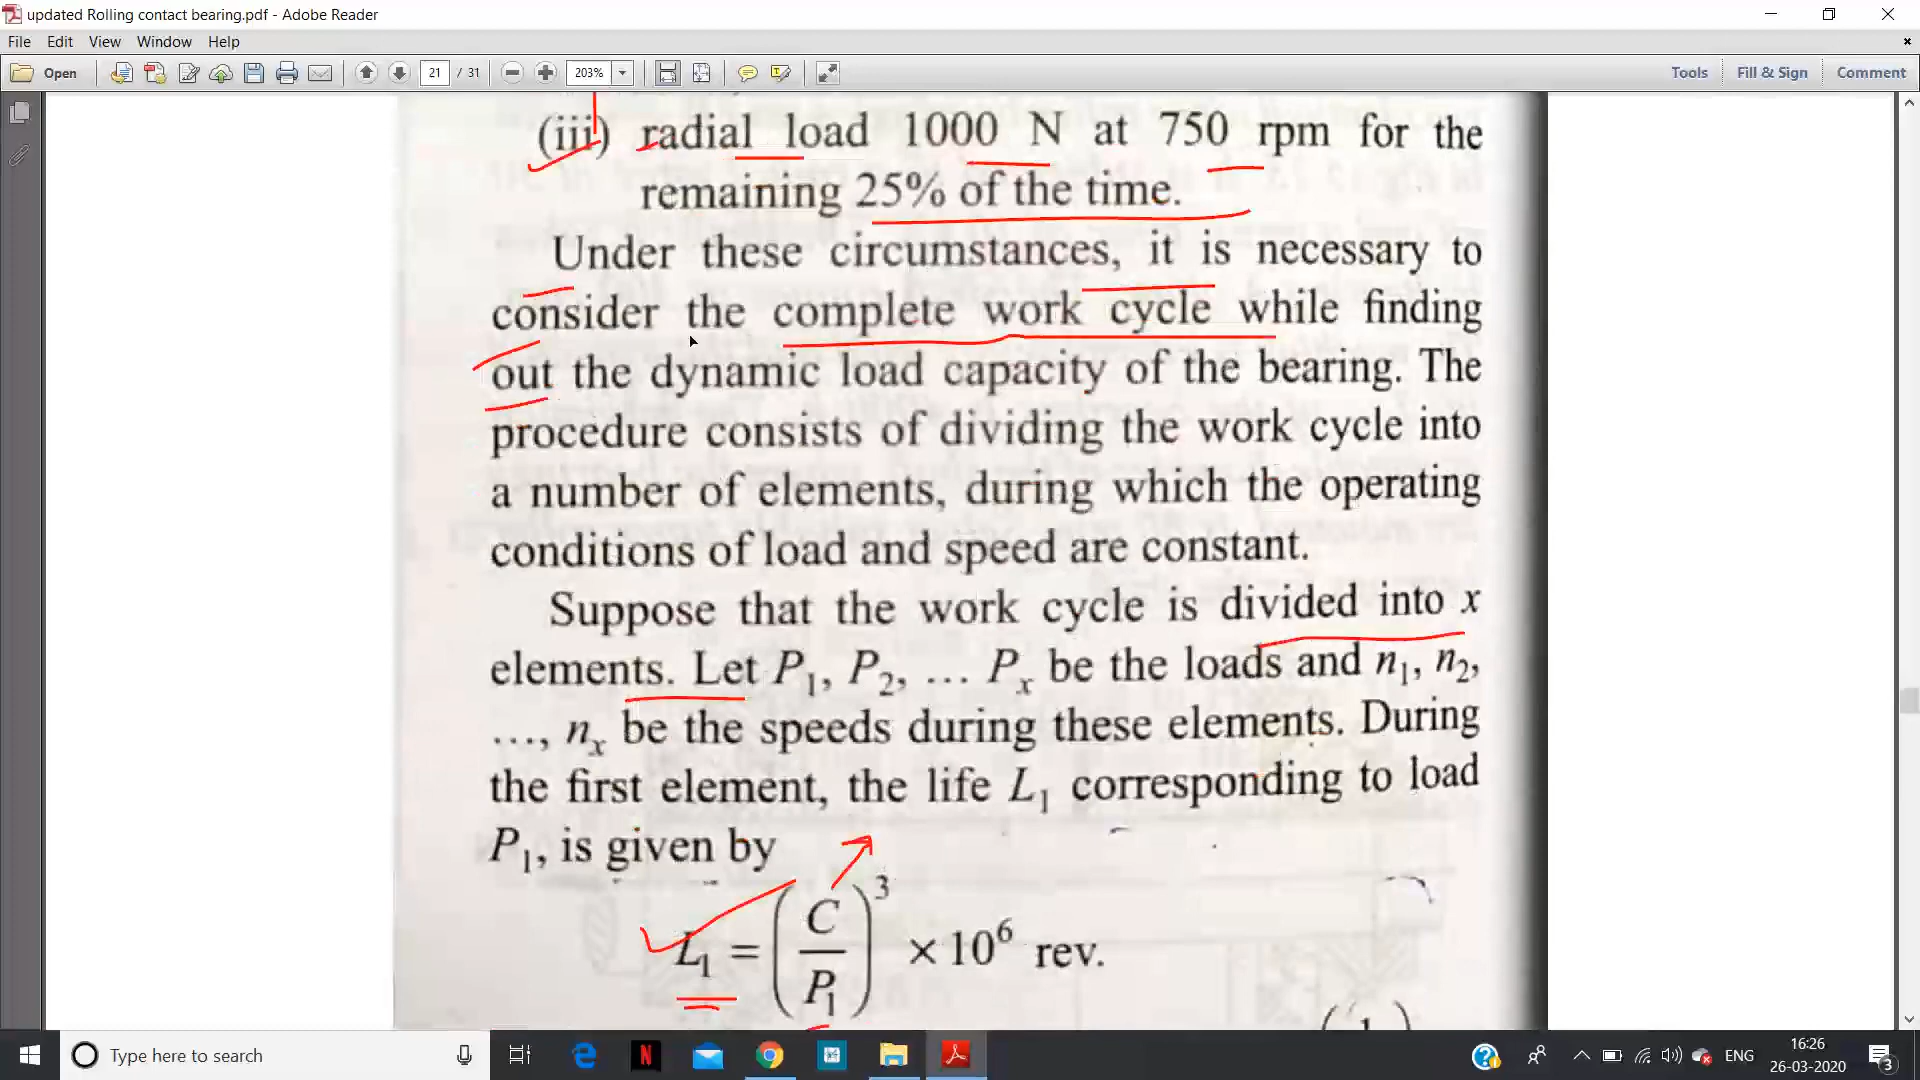 updated Rolling contact bearing.pdf - Adobe Reader
File Edit View Window Help
Open 21 / 31 203% Tools Fill & Sign Comment
(iii) radial load 1000 N at 750 rpm for the
remaining 25% of the time.
Under these circumstances, it is necessary to
consider the complete work cycle while finding
out the dynamic load capacity of the bearing. The
procedure consists of dividing the work cycle into
a number of elements, during which the operating
conditions of load and speed are constant.
Suppose that the work cycle is divided into x
elements. Let P₁, P₂, ... Pₓ be the loads and n₁, n₂,
..., nₓ be the speeds during these elements. During
the first element, the life L₁ corresponding to load
P₁, is given by
L₁ = (C/P₁)³ × 10⁶ rev.
Type here to search
ENG
16:26
26-03-2020
3